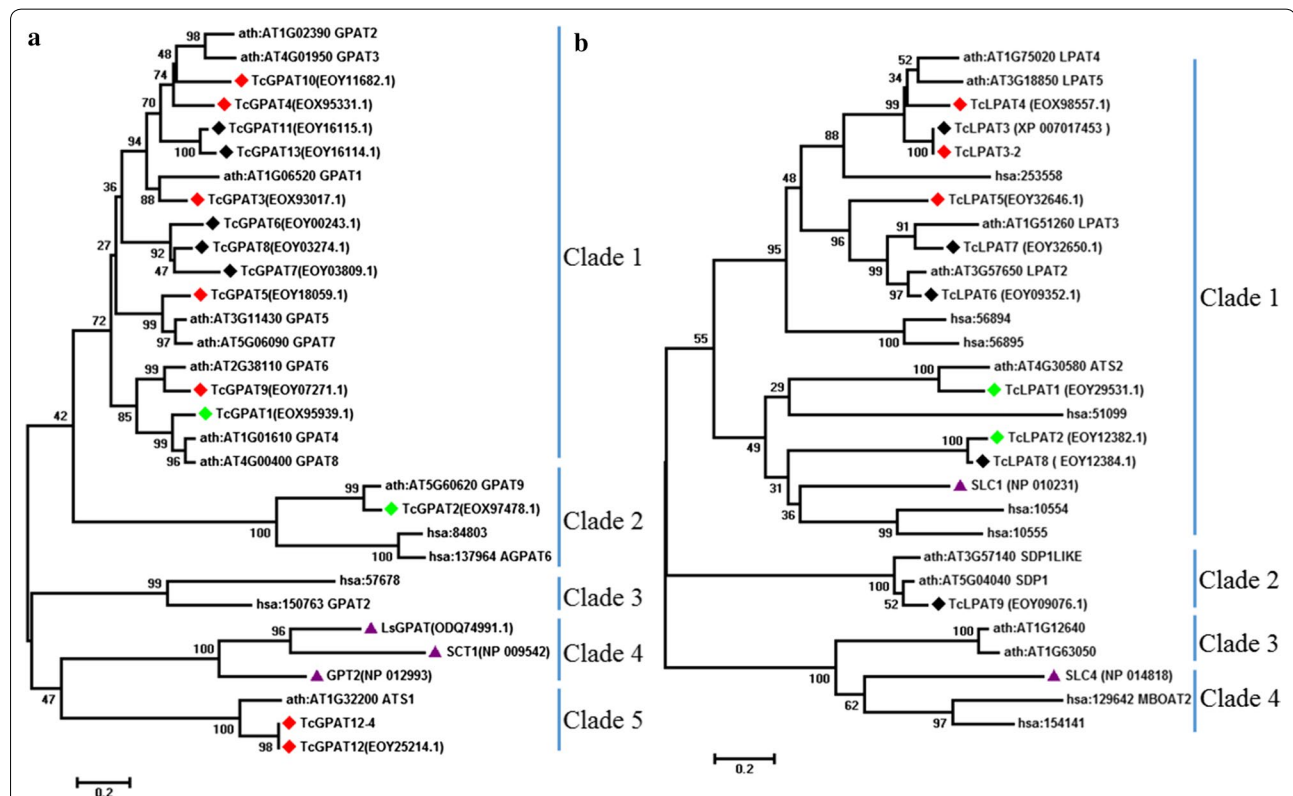 a
98
ath:AT1G02390 GPAT2
48
ath:AT4G01950 GPAT3
74
TcGPAT10(EOY11682.1)
70
TcGPAT4(EOX95331.1)
TcGPAT11(EOY16115.1)
94
100
TcGPAT13(EOY16114.1)
ath:AT1G06520 GPAT1
36
88
TcGPAT3(EOX93017.1)
TcGPAT6(EOY00243.1)
92
TcGPAT8(EOY03274.1)
27
47
TcGPAT7(EOY03809.1)
Clade 1
TcGPAT5(EOY18059.1)
72
99
ath:AT3G11430 GPAT5
97
ath:AT5G06090 GPAT7
99
ath:AT2G38110 GPAT6
TcGPAT9(EOY07271.1)
85
TcGPAT1(EOX95939.1)
42
99
ath:AT1G01610 GPAT4
96
ath:AT4G00400 GPAT8
99
ath:AT5G60620 GPAT9
TcGPAT2(EOX97478.1)
Clade 2
100
hsa:84803
100
hsa:137964 AGPAT6
99
hsa:57678
Clade 3
hsa:150763 GPAT2
96
LsGPAT(ODQ74991.1)
100
SCT1(NP 009542)
Clade 4
GPT2(NP 012993)
47
ath:AT1G32200 ATS1
100
TcGPAT12-4
Clade 5
98
TcGPAT12(EOY25214.1)
0.2
b
52
ath:AT1G75020 LPAT4
34
ath:AT3G18850 LPAT5
99
TcLPAT4 (EOX98557.1)
88
TcLPAT3 (XP 007017453 )
100
TcLPAT3-2
48
hsa:253558
TcLPAT5(EOY32646.1)
96
91
ath:AT1G51260 LPAT3
95
TcLPAT7 (EOY32650.1)
99
ath:AT3G57650 LPAT2
97
TcLPAT6 (EOY09352.1)
Clade 1
hsa:56894
55
100
hsa:56895
100
ath:AT4G30580 ATS2
29
TcLPAT1 (EOY29531.1)
hsa:51099
49
100
TcLPAT2 (EOY12382.1)
TcLPAT8 ( EOY12384.1)
31
SLC1 (NP 010231)
36
hsa:10554
99
hsa:10555
ath:AT3G57140 SDP1LIKE
100
ath:AT5G04040 SDP1
Clade 2
52
TcLPAT9 (EOY09076.1)
100
ath:AT1G12640
Clade 3
ath:AT1G63050
100
SLC4 (NP 014818)
62
hsa:129642 MBOAT2
Clade 4
97
hsa:154141
0.2